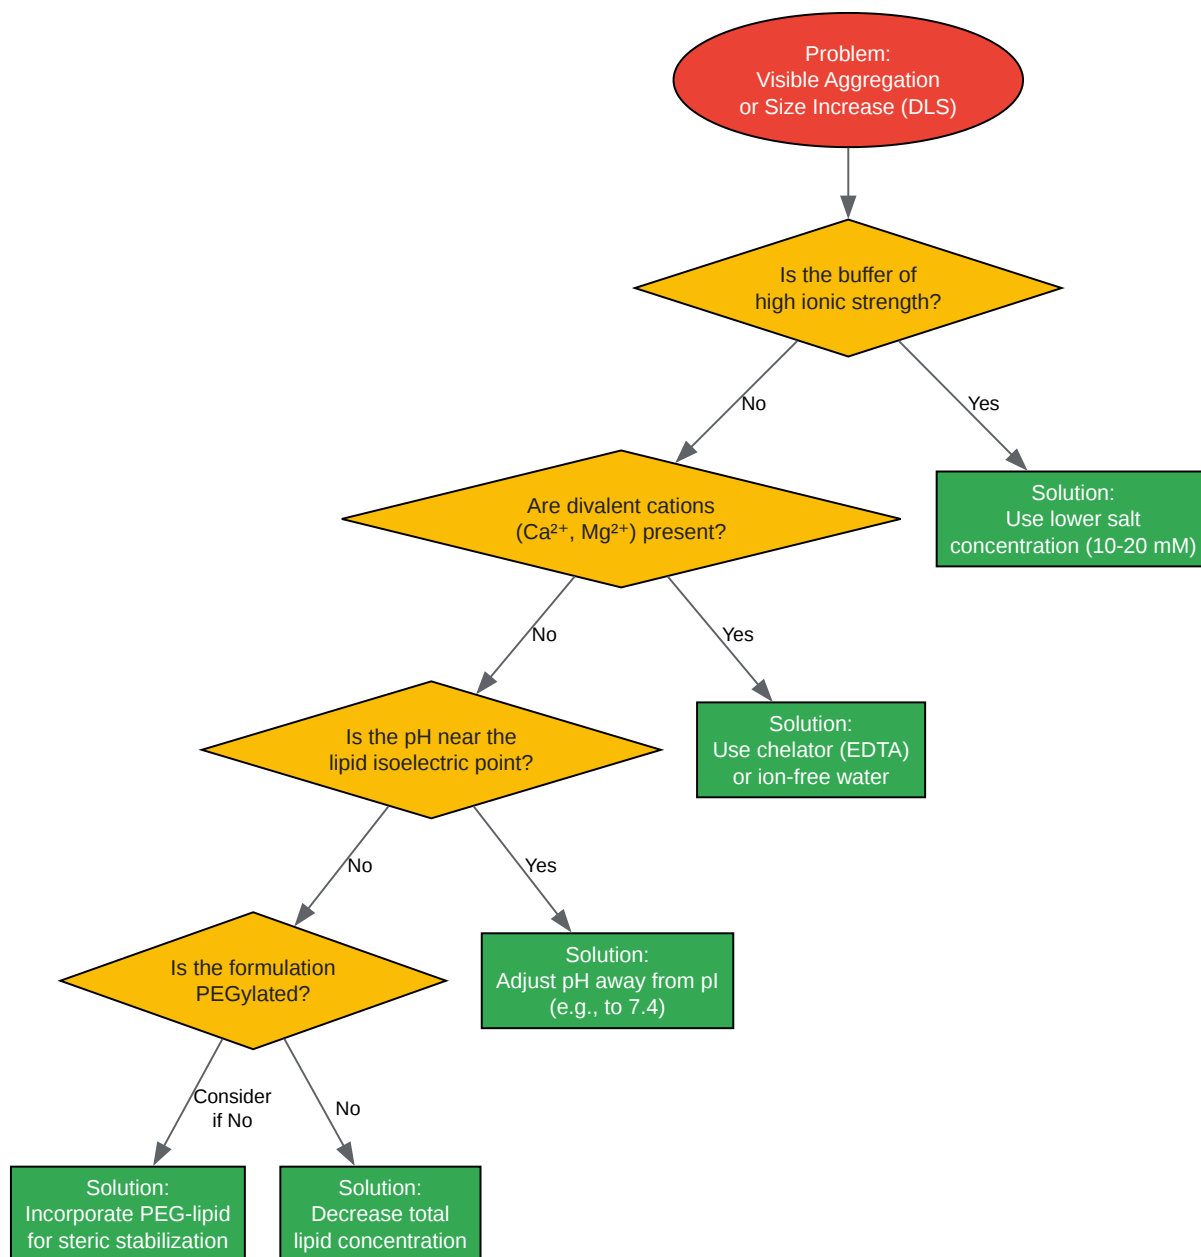 Problem:
Visible Aggregation
or Size Increase (DLS)
Is the buffer of
high ionic strength?
No
Yes
Are divalent cations
(Ca²⁺, Mg²⁺) present?
Solution:
Use lower salt
concentration (10-20 mM)
No
Yes
Is the pH near the
lipid isoelectric point?
Solution:
Use chelator (EDTA)
or ion-free water
No
Yes
Is the formulation
PEGylated?
Solution:
Adjust pH away from pI
(e.g., to 7.4)
Consider
if No
No
Solution:
Incorporate PEG-lipid
for steric stabilization
Solution:
Decrease total
lipid concentration